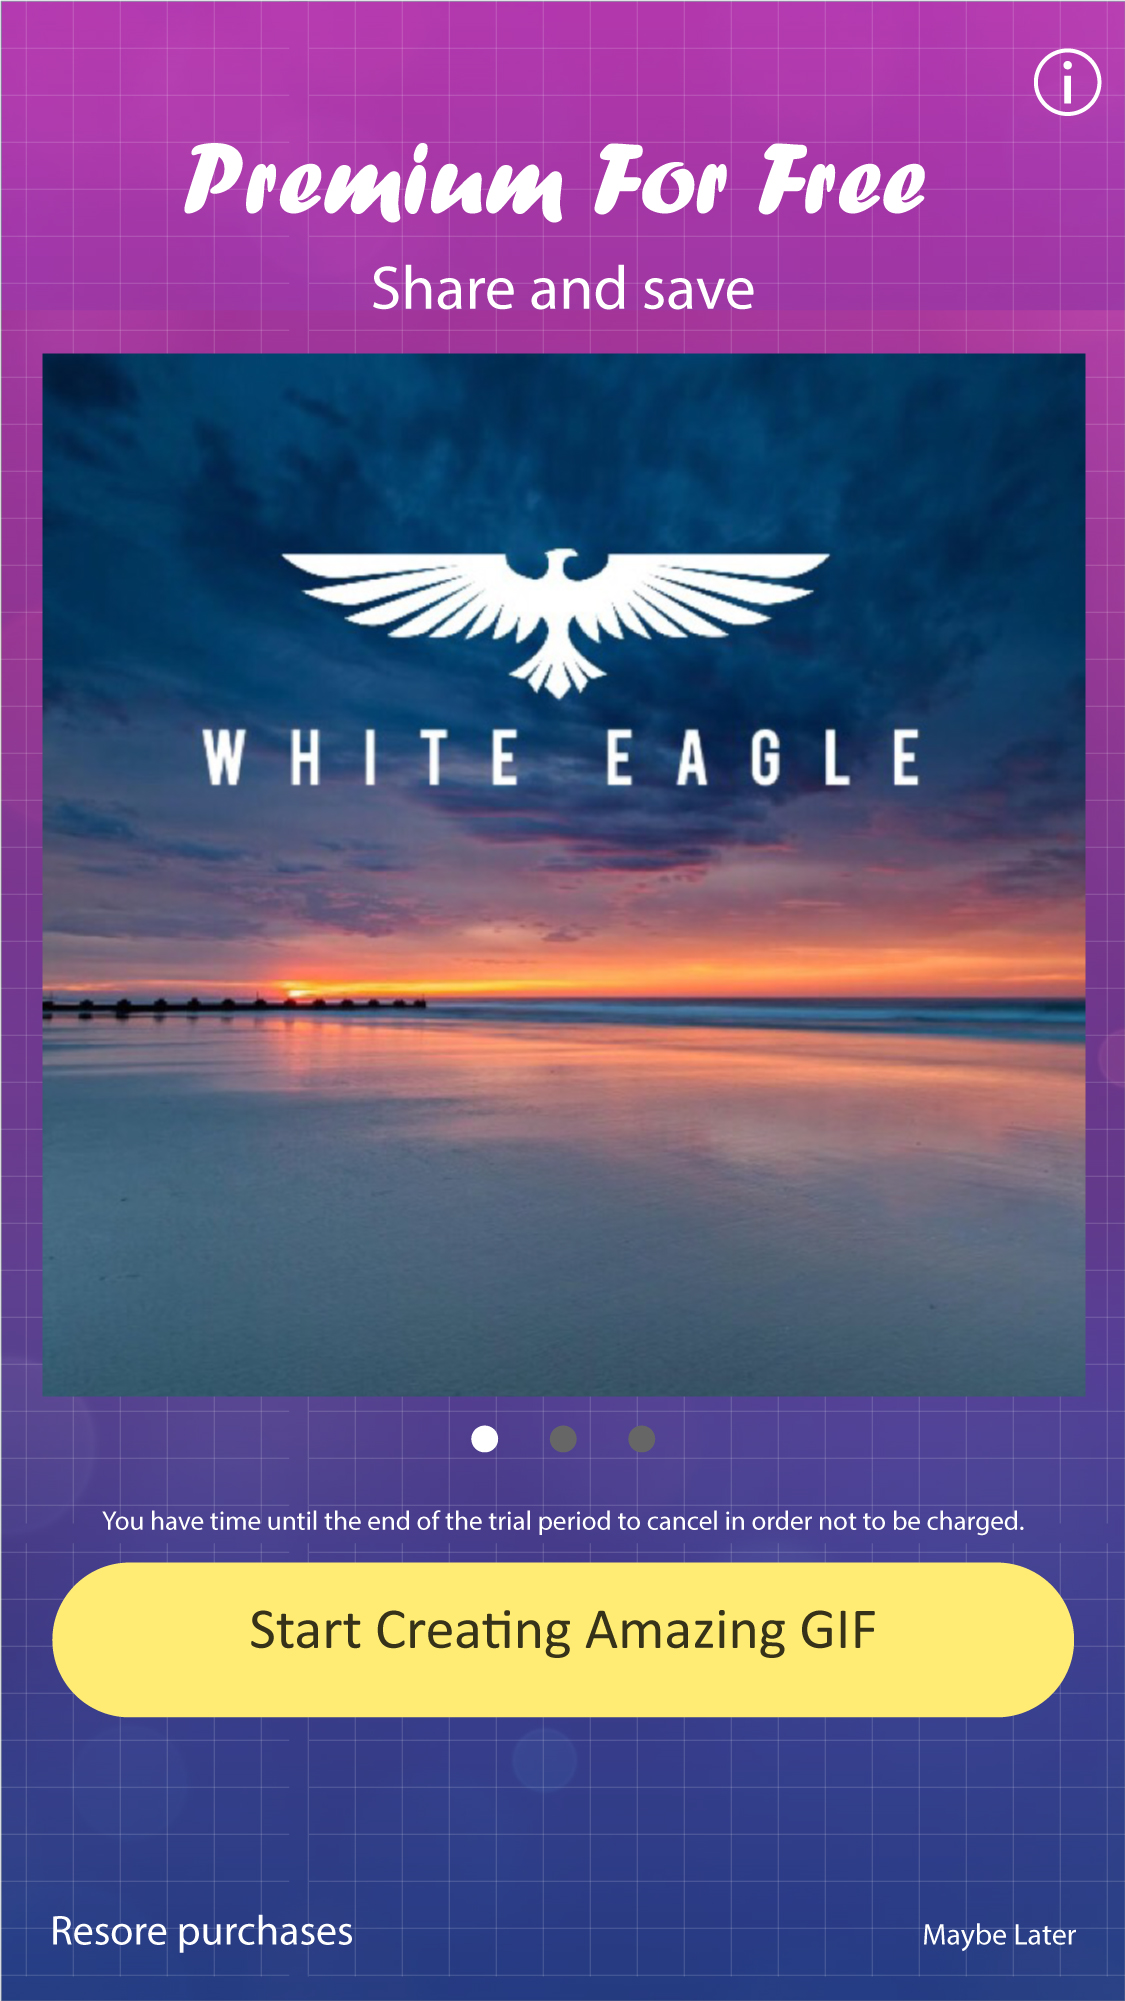 Premium For Free
Share and save
WHITE EAGLE
You have time until the end of the trial period to cancel in order not to be charged.
Start Creating Amazing GIF
Resore purchases
Maybe Later